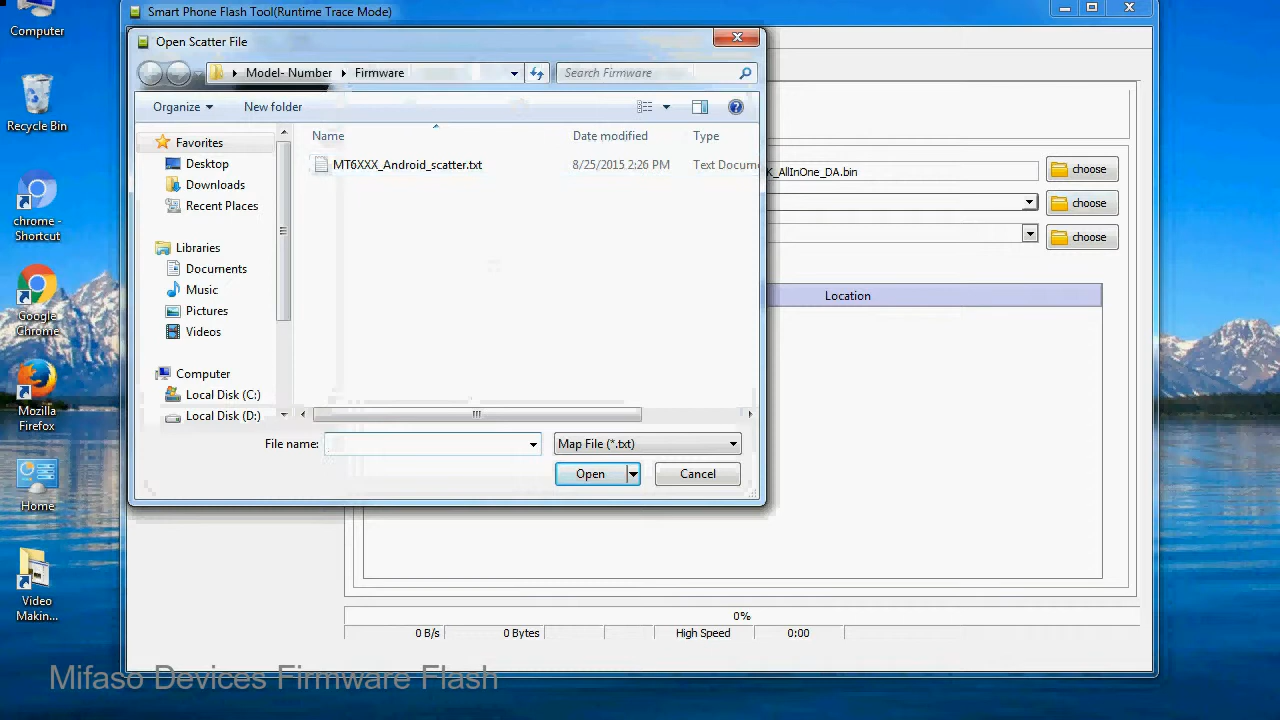 Computer
Recycle Bin
chrome -
Shortcut
Google
Chrome
Mozilla
Firefox
Home
Video
Makin...
Smart Phone Flash Tool(Runtime Trace Mode)
Open Scatter File
Model- Number
Firmware
Search Firmware
Organize
New folder
Name
Date modified
Type
MT6XXX_Android_scatter.txt
8/25/2015 2:26 PM
Text Docum
Favorites
Desktop
Downloads
Recent Places
Libraries
Documents
Music
Pictures
Videos
Computer
Local Disk (C:)
Local Disk (D:)
File name:
Map File (*.txt)
Open
Cancel
K_AllInOne_DA.bin
choose
choose
choose
Location
0%
0 B/s
0 Bytes
High Speed
0:00
Mifaso Devices Firmware Flash